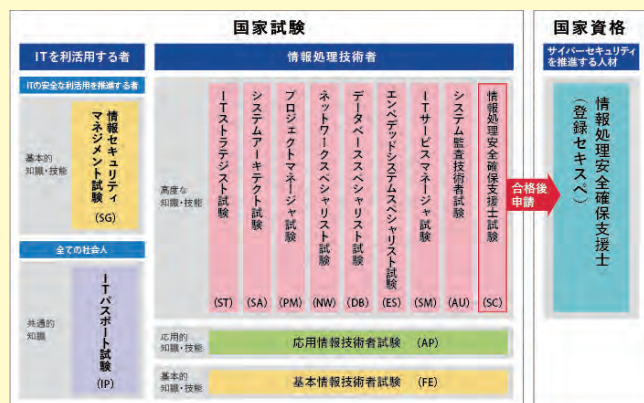 国家試験
国家資格
ITを利活用する者
情報処理技術者
サイバーセキュリティ
を推進する人材
ITの安全な利活用を推進する者
基本的
知識・技能
情報セキュリティ
マネジメント試験
(SG)
全ての社会人
共通的
知識
ITパスポート試験
(IP)
高度な
知識・技能
ITストラテジスト試験
(ST)
システムアーキテクト試験
(SA)
プロジェクトマネージャ試験
(PM)
ネットワークスペシャリスト試験
(NW)
データベーススペシャリスト試験
(DB)
エンベデッドシステムスペシャリスト試験
(ES)
ITサービスマネージャ試験
(SM)
システム監査技術者試験
(AU)
情報処理安全確保支援士試験
(SC)
合格後
申請
情報処理安全確保支援士
(登録セキスペ)
応用的
知識・技能
応用情報技術者試験 (AP)
基本的
知識・技能
基本情報技術者試験 (FE)